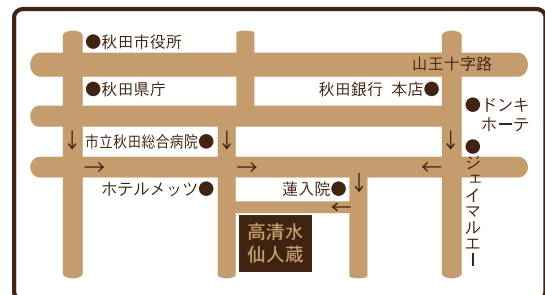 秋田市役所
山王十字路
秋田県庁
秋田銀行 本店
ドンキ
ホーテ
市立秋田総合病院
ジェイマルエー
ホテルメッツ
蓮入院
高清水
仙人蔵